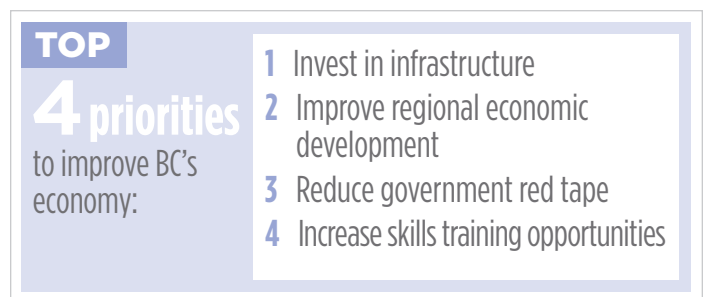 TOP
4 priorities
to improve BC's
economy:
1 Invest in infrastructure
2 Improve regional economic
development
3 Reduce government red tape
4 Increase skills training opportunities